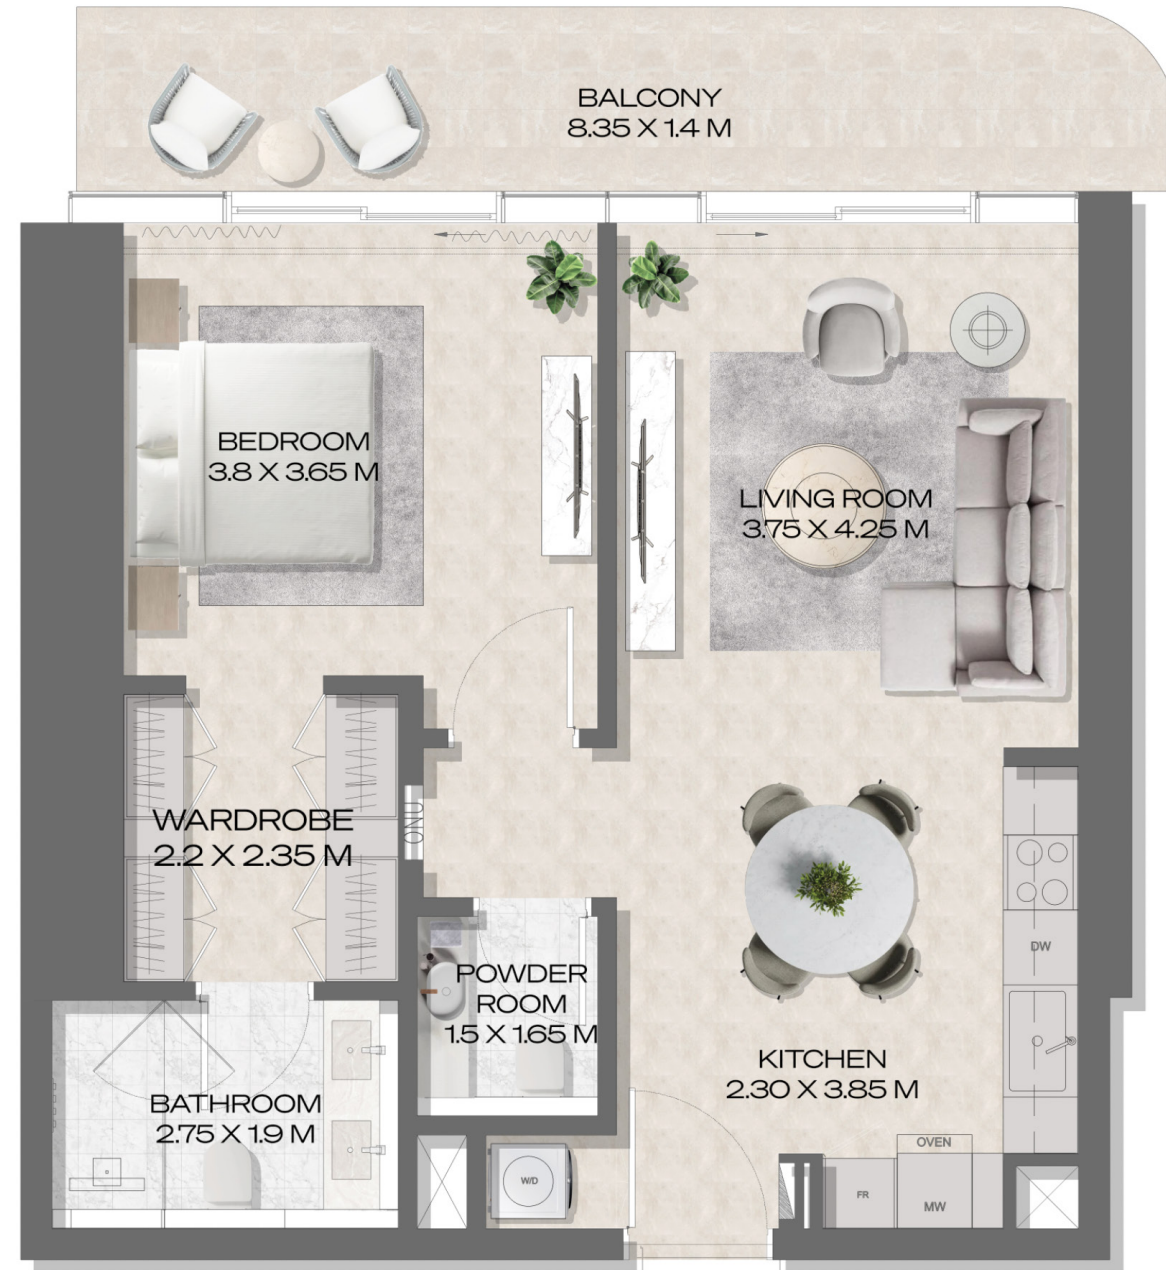 BALCONY
8.35 X 1.4 M
BEDROOM
3.8 X 3.65 M
LIVING ROOM
3.75 X 4.25 M
WARDROBE
2.2 X 2.35 M
ONU
DW
POWDER
ROOM
1.5 X 1.65 M
KITCHEN
2.30 X 3.85 M
BATHROOM
2.75 X 1.9 M
OVEN
W/D
FR
MW